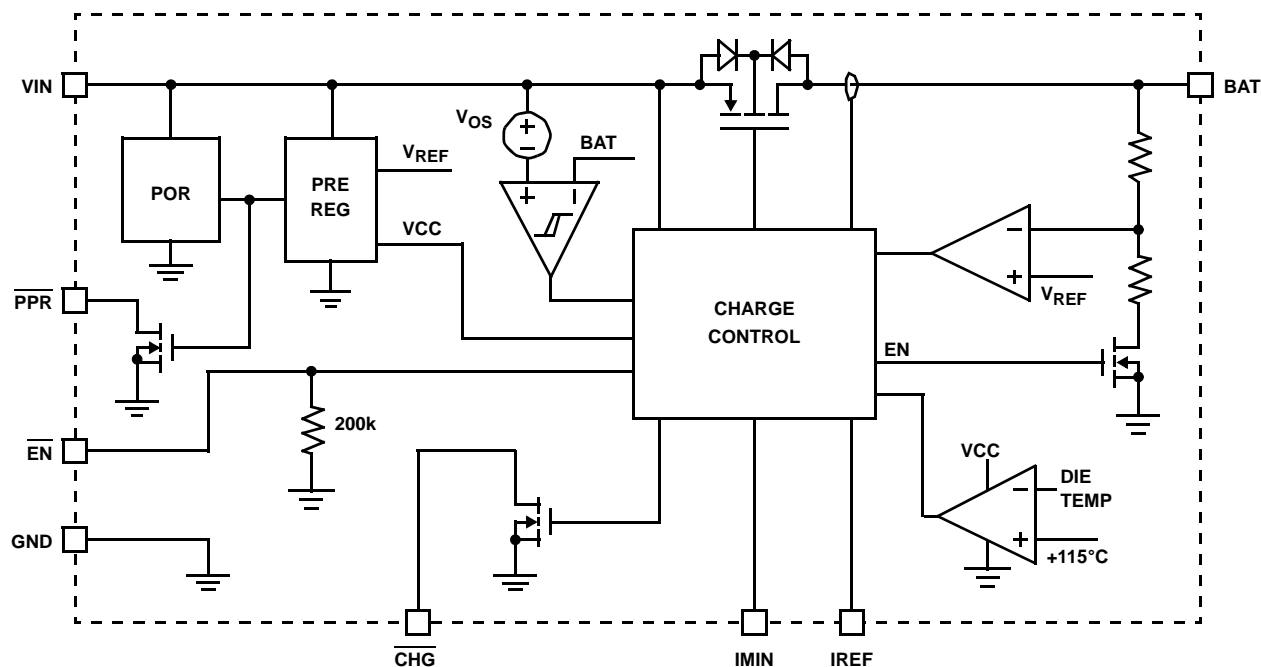 VIN
BAT
VOS
+
−
BAT
POR
PRE
REG
VREF
VCC
+
−
PPR
CHARGE
CONTROL
−
+
VREF
EN
EN
200k
VCC
−
DIE
TEMP
+
+115°C
GND
CHG
IMIN
IREF